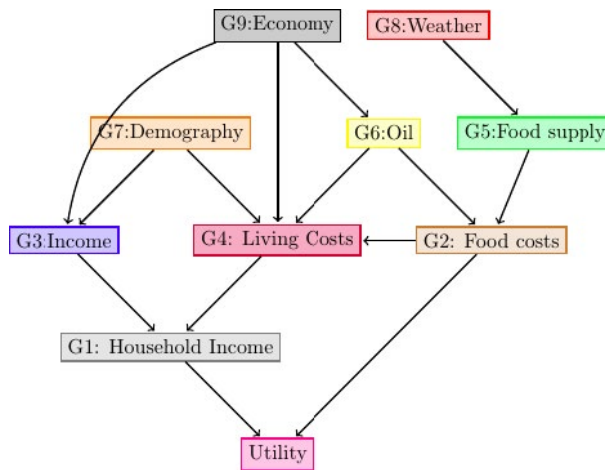 G9:Economy
G8:Weather
G7:Demography
G6:Oil
G5:Food supply
G3:Income
G4: Living Costs
G2: Food costs
G1: Household Income
Utility